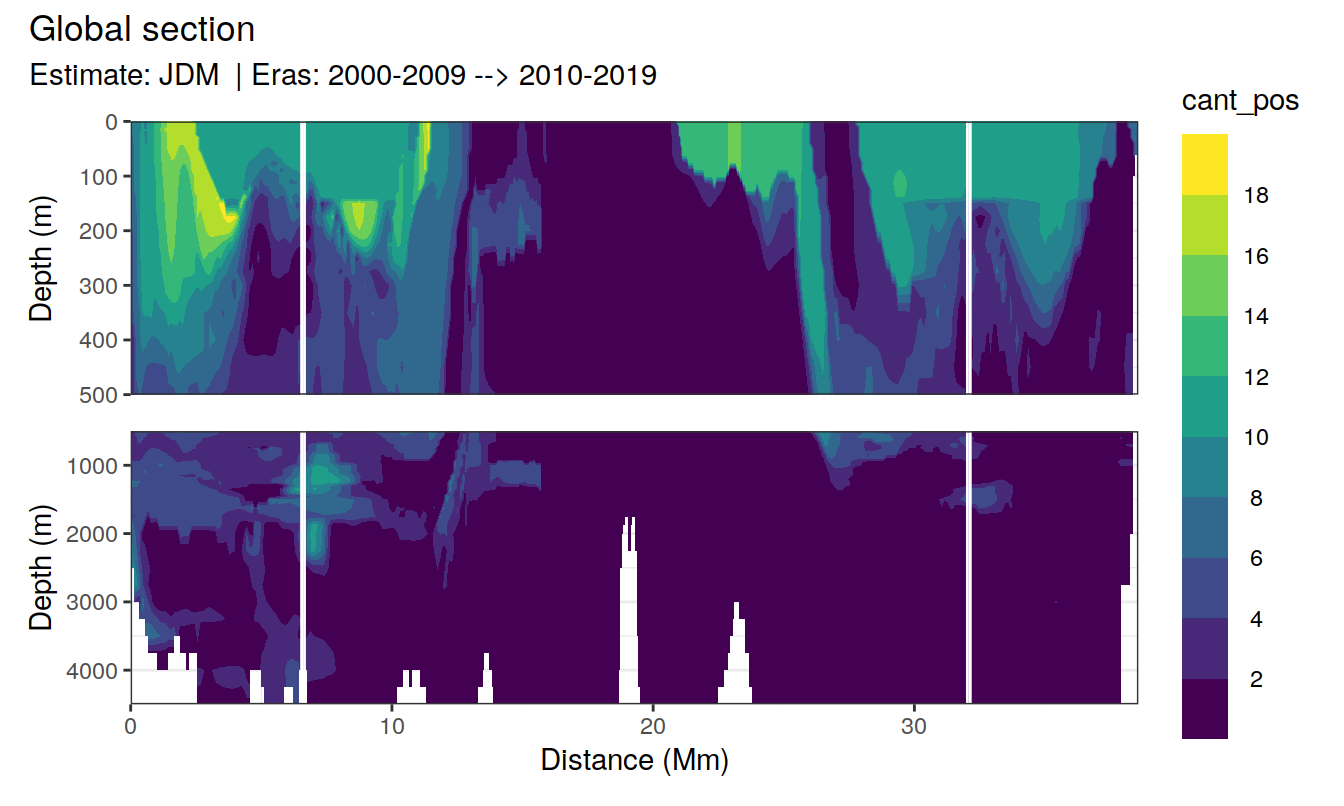 Global section
Estimate: JDM | Eras: 2000-2009 --> 2010-2019
cant_pos
18
16
14
12
10
8
6
4
2
Depth (m)
0
100
200
300
400
500
Depth (m)
1000
2000
3000
4000
0 10 20 30
Distance (Mm)